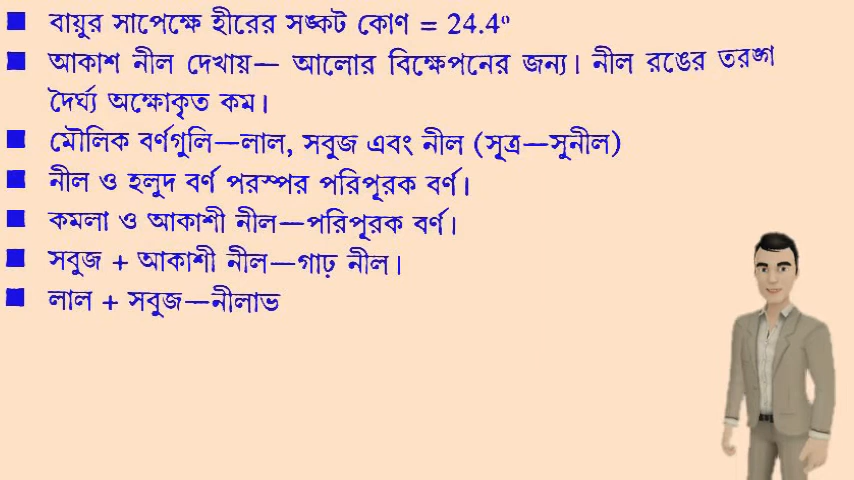 ■ বায়ুর সাপেক্ষে হীরের সঙ্কট কোণ = 24.4°
■ আকাশ নীল দেখায়— আলোর বিক্ষেপনের জন্য। নীল রঙের তরঙ্গ
দৈর্ঘ্য অক্ষোকৃত কম।
■ মৌলিক বর্ণগুলি—লাল, সবুজ এবং নীল (সূত্র—সুনীল)
■ নীল ও হলুদ বর্ণ পরস্পর পরিপূরক বর্ণ।
■ কমলা ও আকাশী নীল—পরিপূরক বর্ণ।
■ সবুজ + আকাশী নীল—গাঢ় নীল।
■ লাল + সবুজ—নীলাভ